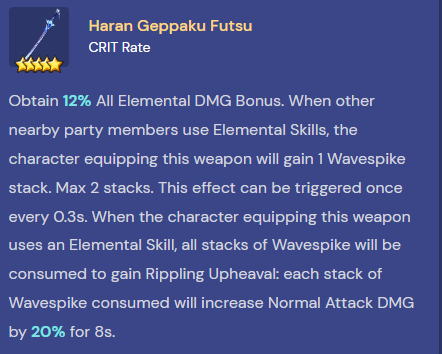 Haran Geppaku Futsu
CRIT Rate
Obtain 12% All Elemental DMG Bonus. When other
nearby party members use Elemental Skills, the
character equipping this weapon will gain 1 Wavespike
stack. Max 2 stacks. This effect can be triggered once
every 0.3s. When the character equipping this weapon
uses an Elemental Skill, all stacks of Wavespike will be
consumed to gain Rippling Upheaval: each stack of
Wavespike consumed will increase Normal Attack DMG
by 20% for 8s.